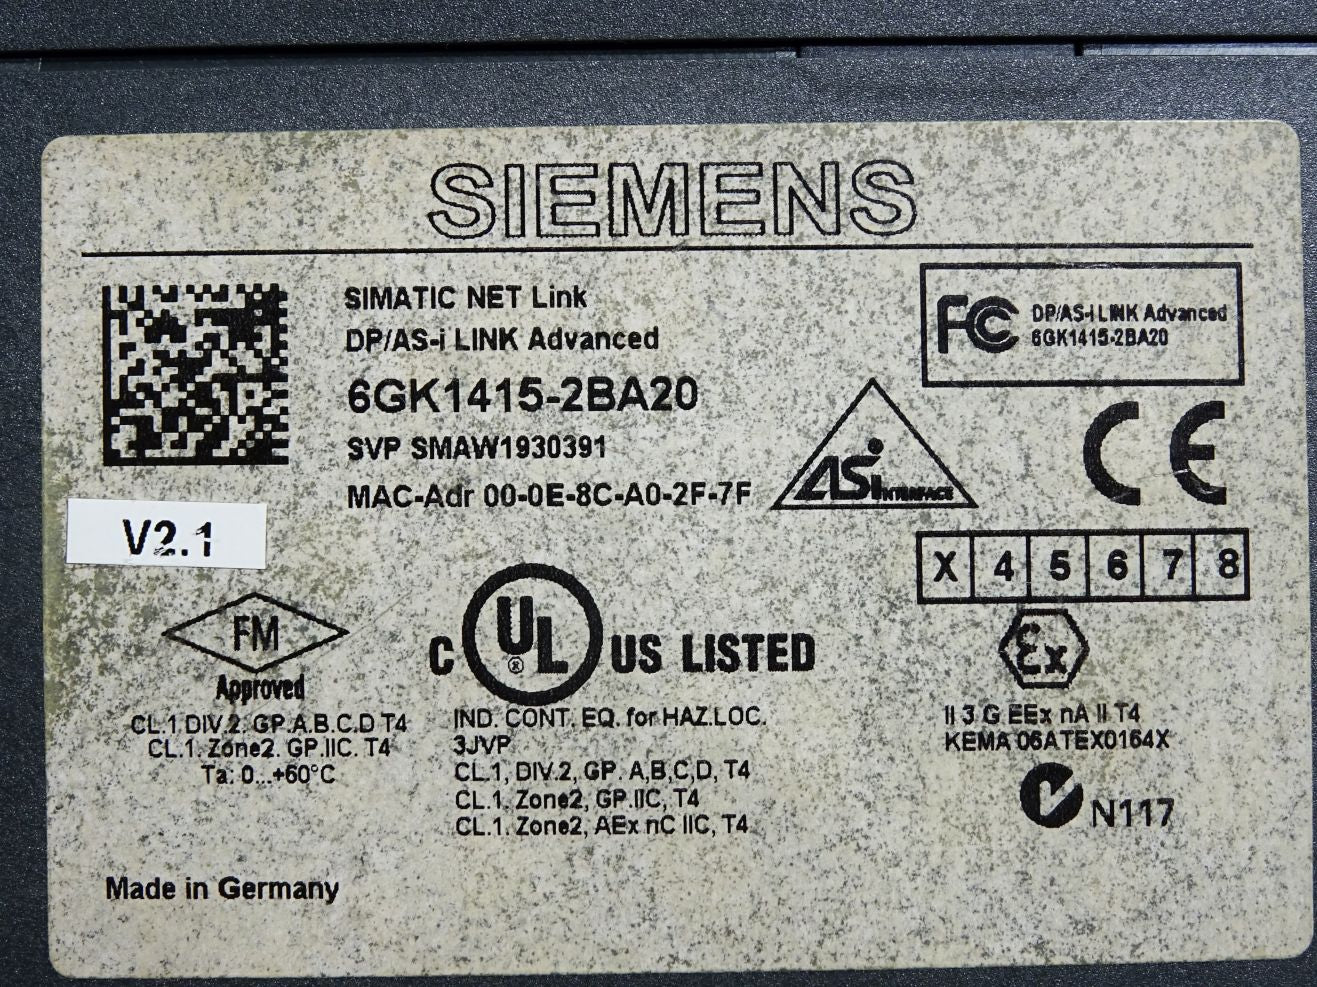 SIEMENS
SIMATIC NET Link
DP/AS-i LINK Advanced
6GK1415-2BA20
SVP SMAW1930391
MAC-Adr 00-0E-8C-A0-2F-7F
FC DP/AS-i LINK Advanced
6GK1415-2BA20
ASi INTERFACE
CE
V2.1
X 4 5 6 7 8
FM
Approved
CL.1 DIV.2. GP.A.B.C.D T4
CL.1. Zone2. GP.IIC. T4
Ta: 0...+60°C
C UL ® US LISTED
IND. CONT. EQ. for HAZ.LOC.
3JVP
CL.1, DIV.2, GP. A,B,C,D, T4
CL.1. Zone2, GP.IIC, T4
CL.1. Zone2, AEx nC IIC, T4
Ex
II 3 G EEx nA II T4
KEMA 06ATEX0164X
N117
Made in Germany